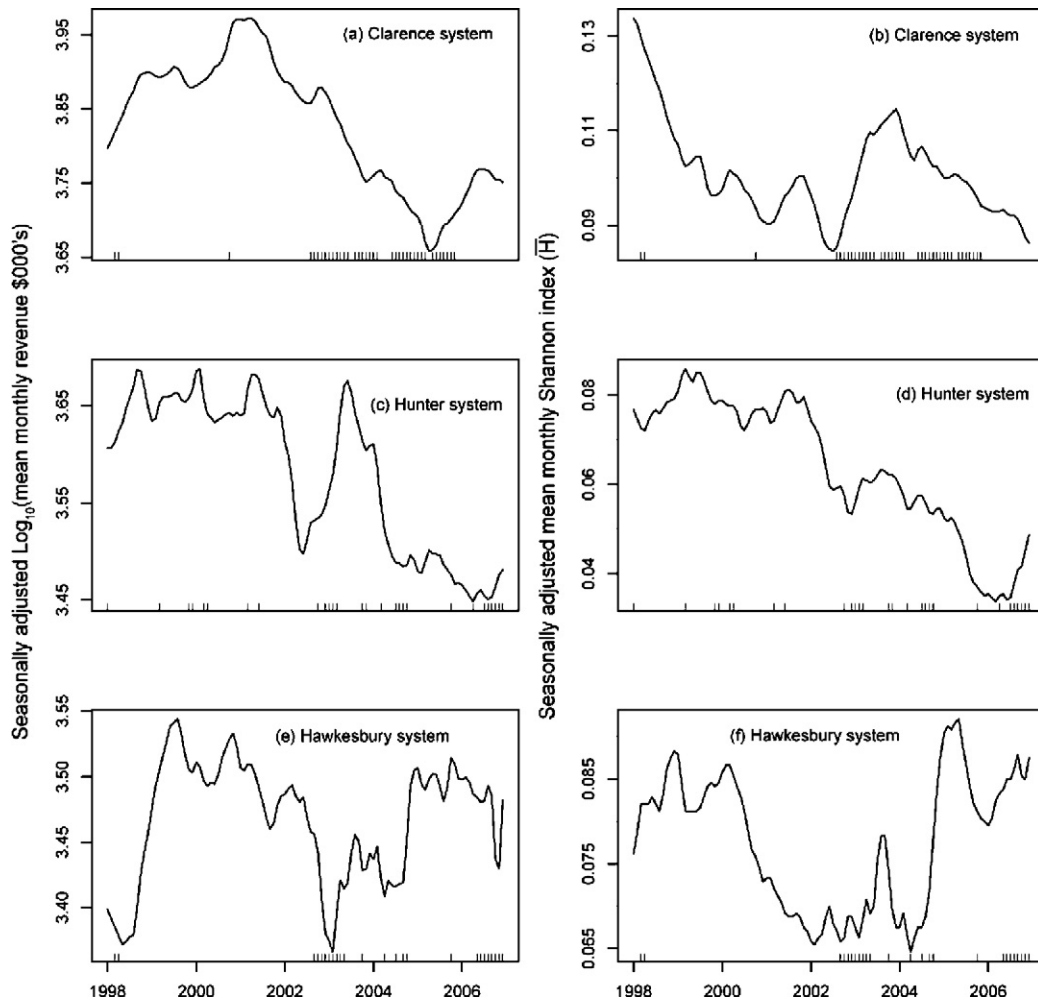 Seasonally adjusted Log10(mean monthly revenue $000's)
(a) Clarence system
3.95
3.85
3.75
3.65
Seasonally adjusted mean monthly Shannon index (H̅)
(b) Clarence system
0.13
0.11
0.09
(c) Hunter system
3.65
3.55
3.45
(d) Hunter system
0.08
0.06
0.04
(e) Hawkesbury system
3.55
3.50
3.45
3.40
1998 2000 2002 2004 2006
(f) Hawkesbury system
0.085
0.075
0.065
1998 2000 2002 2004 2006